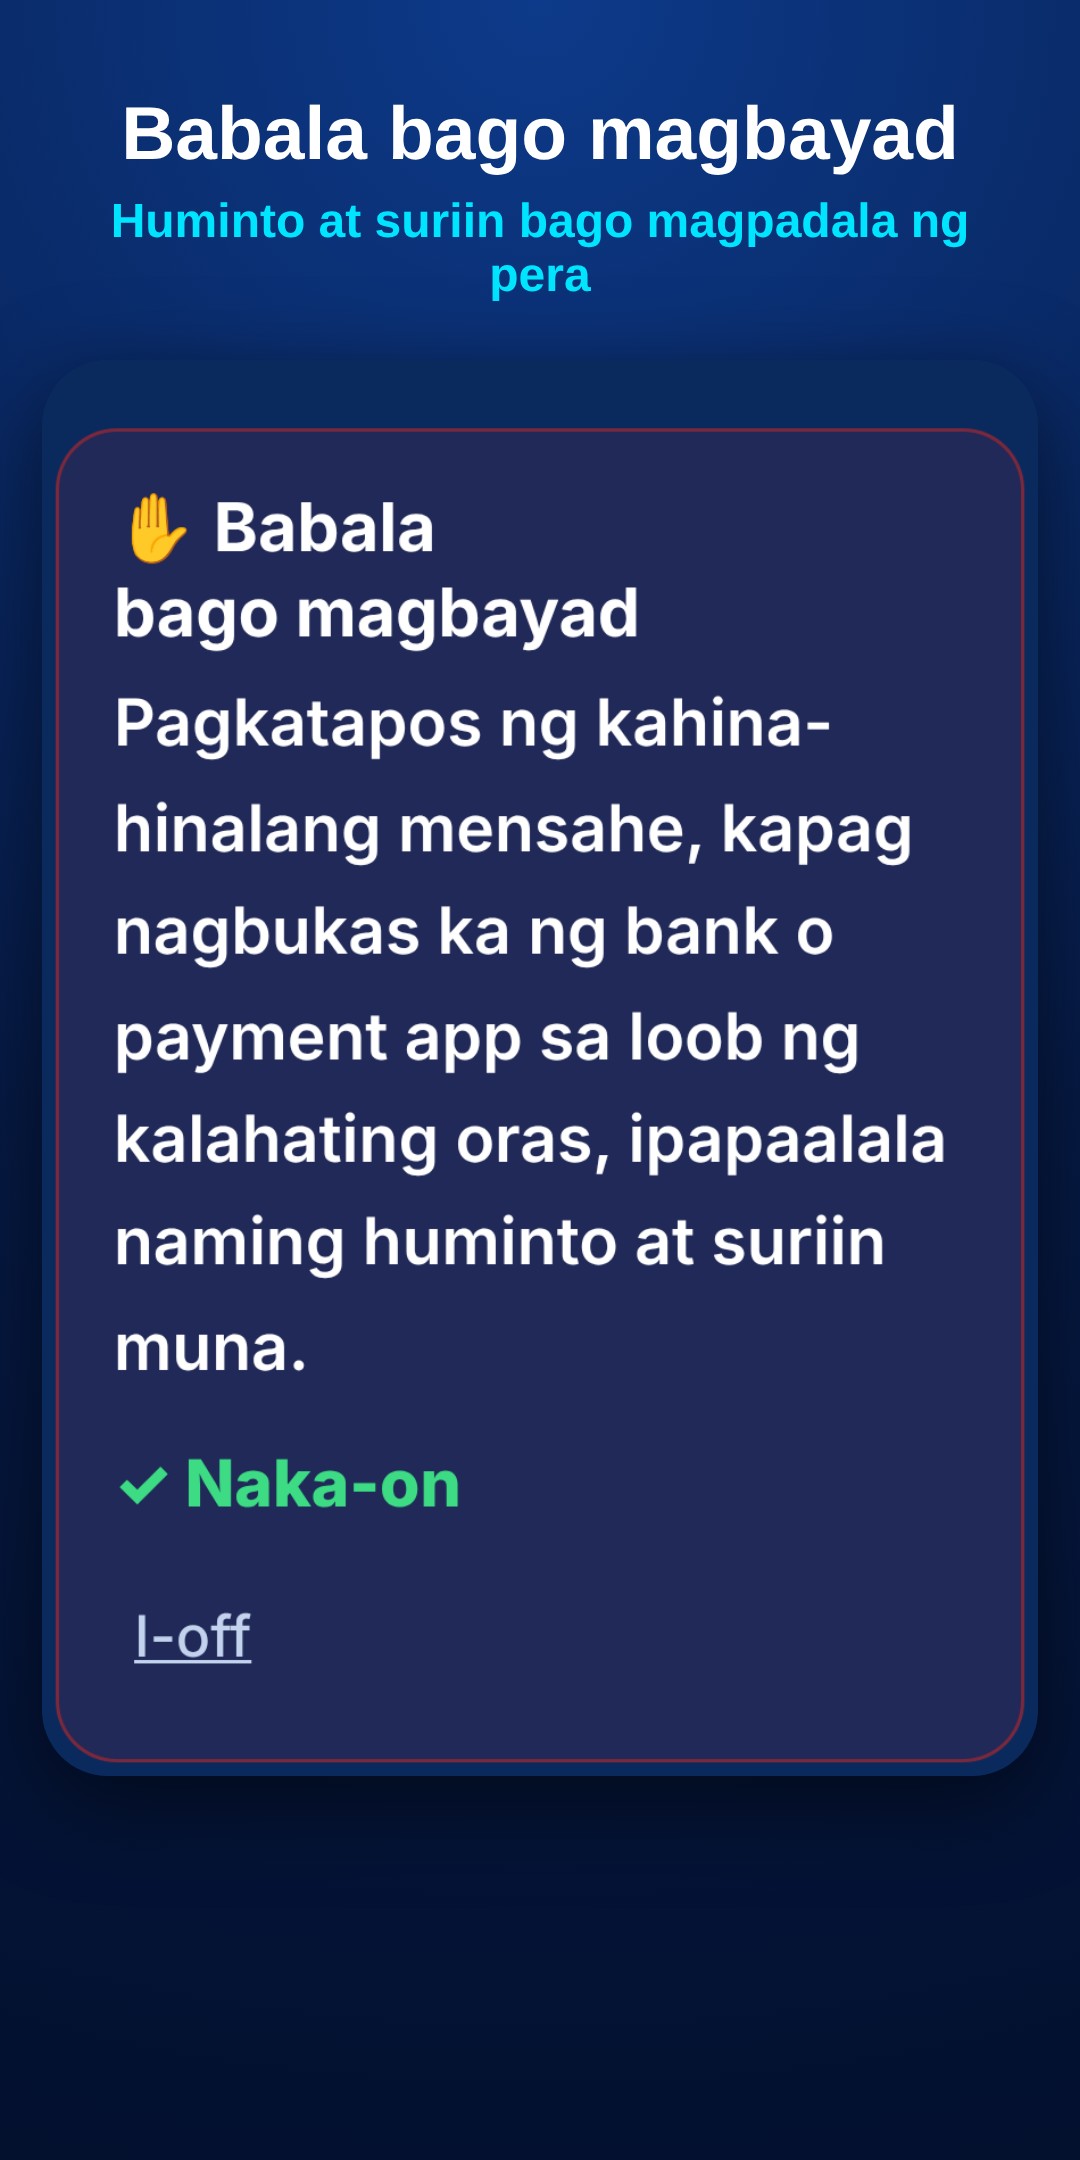 Babala bago magbayad
Huminto at suriin bago magpadala ng
pera
✋ Babala
bago magbayad
Pagkatapos ng kahina-
hinalang mensahe, kapag
nagbukas ka ng bank o
payment app sa loob ng
kalahating oras, ipapaalala
naming huminto at suriin
muna.
✓ Naka-on
I-off